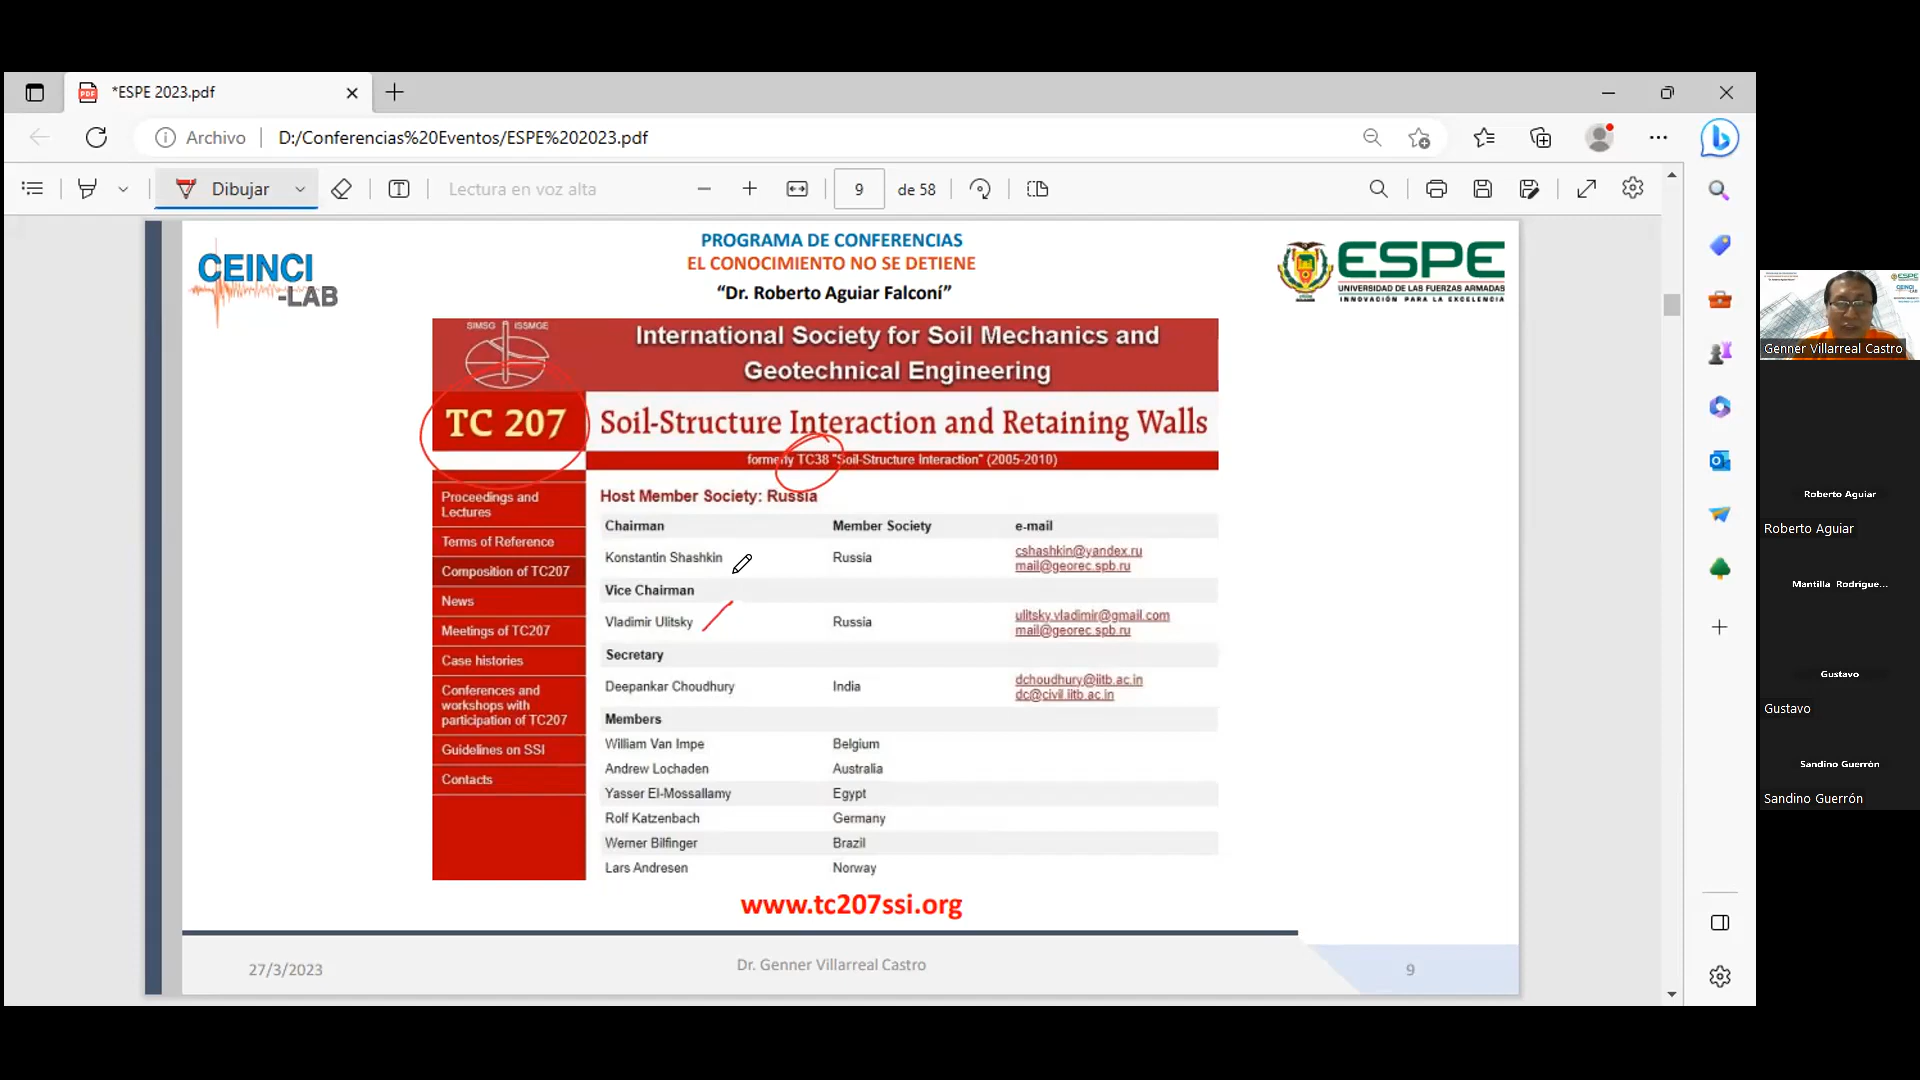 *ESPE 2023.pdf
Archivo
D:/Conferencias%20Eventos/ESPE%202023.pdf
Dibujar
Lectura en voz alta
9
de 58
CEINCI
-LAB
PROGRAMA DE CONFERENCIAS
EL CONOCIMIENTO NO SE DETIENE
“Dr. Roberto Aguiar Falconí”
ESPE
UNIVERSIDAD DE LAS FUERZAS ARMADAS
INNOVACIÓN PARA LA EXCELENCIA
SIMSG ISSMGE
International Society for Soil Mechanics and
Geotechnical Engineering
TC 207
Soil-Structure Interaction and Retaining Walls
formerly TC38 "Soil-Structure Interaction" (2005-2010)
Proceedings and
Lectures
Terms of Reference
Composition of TC207
News
Meetings of TC207
Case histories
Conferences and
workshops with
participation of TC207
Guidelines on SSI
Contacts
Host Member Society: Russia
Chairman Member Society e-mail
Konstantin Shashkin Russia cshashkin@yandex.ru
mail@georec.spb.ru
Vice Chairman
Vladimir Ulitsky Russia ulitsky.vladimir@gmail.com
mail@georec.spb.ru
Secretary
Deepankar Choudhury India dchoudhury@iitb.ac.in
dc@civil.iitb.ac.in
Members
William Van Impe Belgium
Andrew Lochaden Australia
Yasser El-Mossallamy Egypt
Rolf Katzenbach Germany
Werner Bilfinger Brazil
Lars Andresen Norway
www.tc207ssi.org
27/3/2023
Dr. Genner Villarreal Castro
9
Genner Villarreal Castro
Roberto Aguiar
Roberto Aguiar
Mantilla Rodrigue...
Gustavo
Gustavo
Sandino Guerrón
Sandino Guerrón